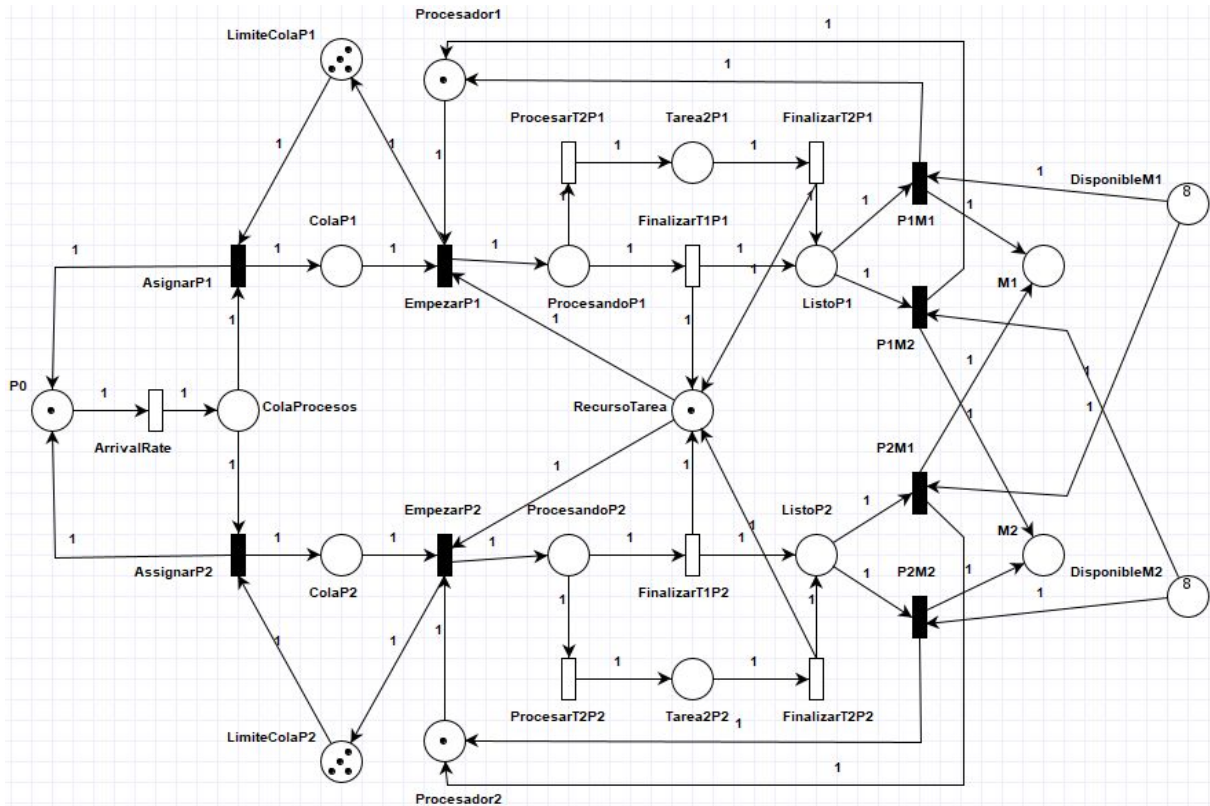 Procesador1
1
LimiteColaP1
1
ProcesarT2P1
Tarea2P1
FinalizarT2P1
1
1
1
1
1
1
DisponibleM1
8
1
1
1
1
ColaP1
FinalizarT1P1
P1M1
1
1
1
1
1
1
AsignarP1
EmpezarP1
ProcesandoP1
ListoP1
M1
1
1
1
P1M2
1
P0
1
1
ColaProcesos
RecursoTarea
1
1
1
ArrivalRate
P2M1
1
1
1
EmpezarP2
ProcesandoP2
ListoP2
1
1
M2
1
1
1
1
1
1
P2M2
1
AssignarP2
ColaP2
FinalizarT1P2
1
1
DisponibleM2
8
1
1
1
1
1
1
1
ProcesarT2P2
Tarea2P2
FinalizarT2P2
LimiteColaP2
1
1
Procesador2